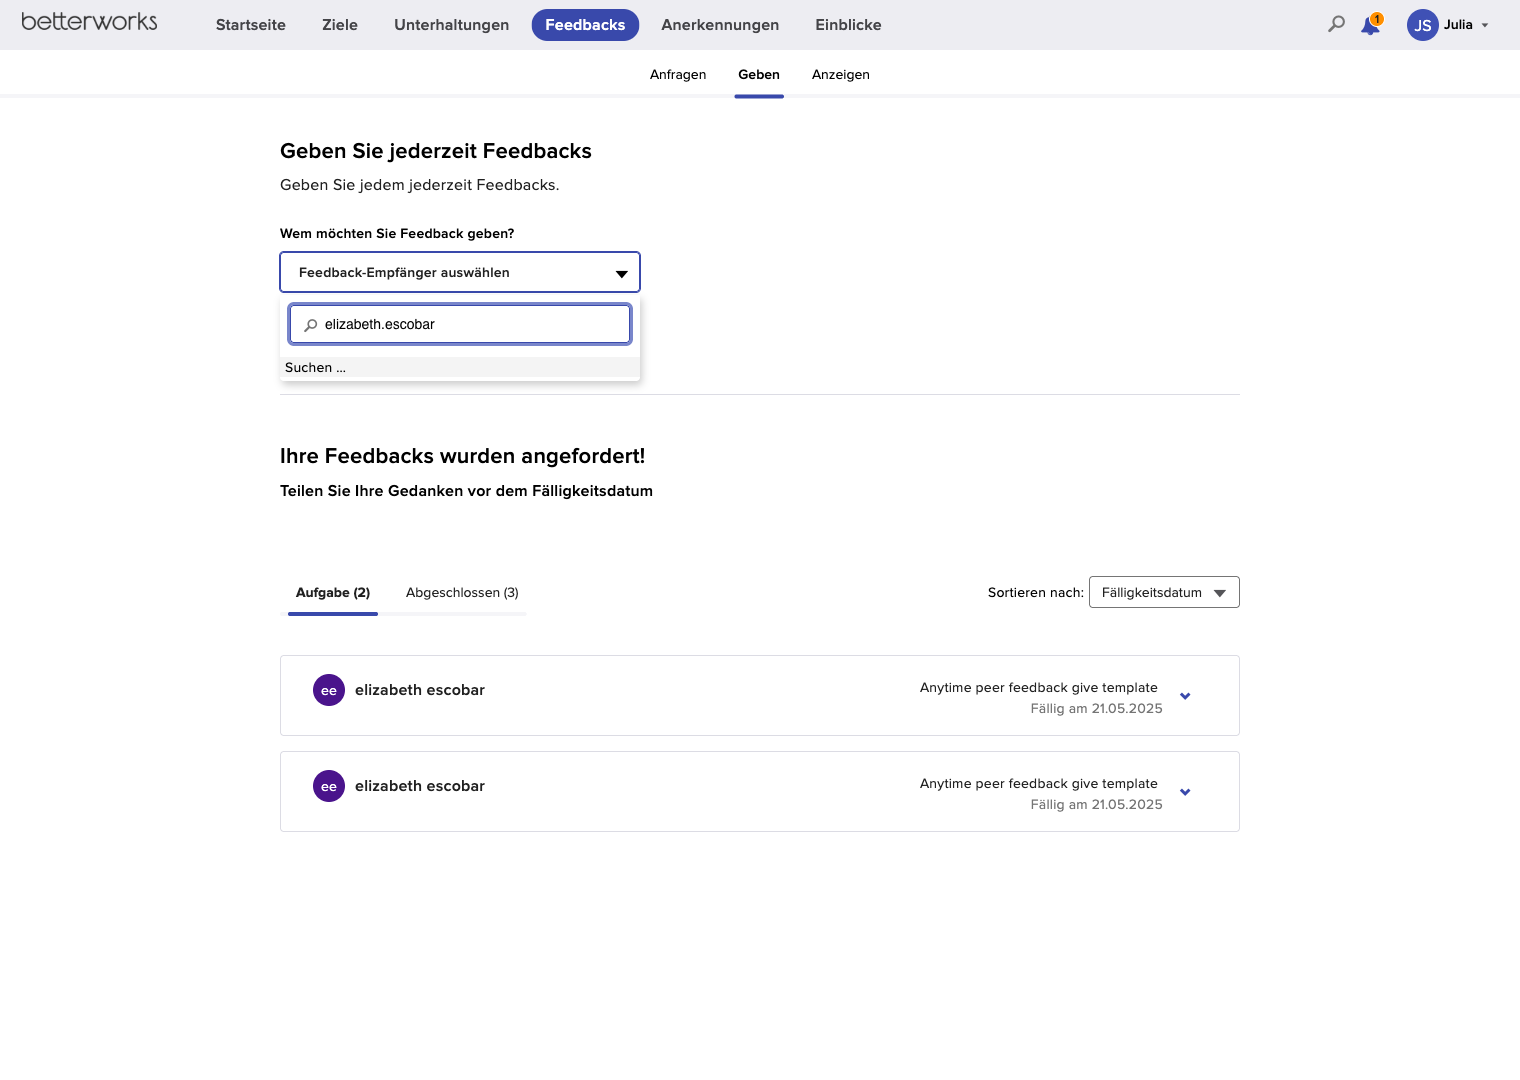 betterworks
Startseite
Ziele
Unterhaltungen
Feedbacks
Anerkennungen
Einblicke
1
JS
Julia
Anfragen
Geben
Anzeigen
Geben Sie jederzeit Feedbacks
Geben Sie jedem jederzeit Feedbacks.
Wem möchten Sie Feedback geben?
Feedback-Empfänger auswählen
elizabeth.escobar
Suchen ...
Ihre Feedbacks wurden angefordert!
Teilen Sie Ihre Gedanken vor dem Fälligkeitsdatum
Aufgabe (2)
Abgeschlossen (3)
Sortieren nach:
Fälligkeitsdatum
ee
elizabeth escobar
Anytime peer feedback give template
Fällig am 21.05.2025
ee
elizabeth escobar
Anytime peer feedback give template
Fällig am 21.05.2025